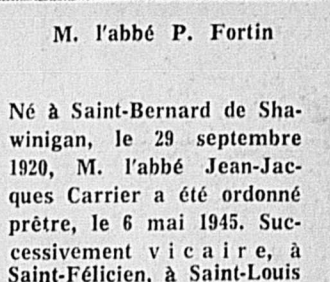 M. l'abbé P. Fortin
Né à Saint-Bernard de Sha-
winigan, le 29 septembre
1920, M. l'abbé Jean-Jac-
ques Carrier a été ordonné
prêtre, le 6 mai 1945. Suc-
cessivement vicaire, à
Saint-Félicien, à Saint-Louis